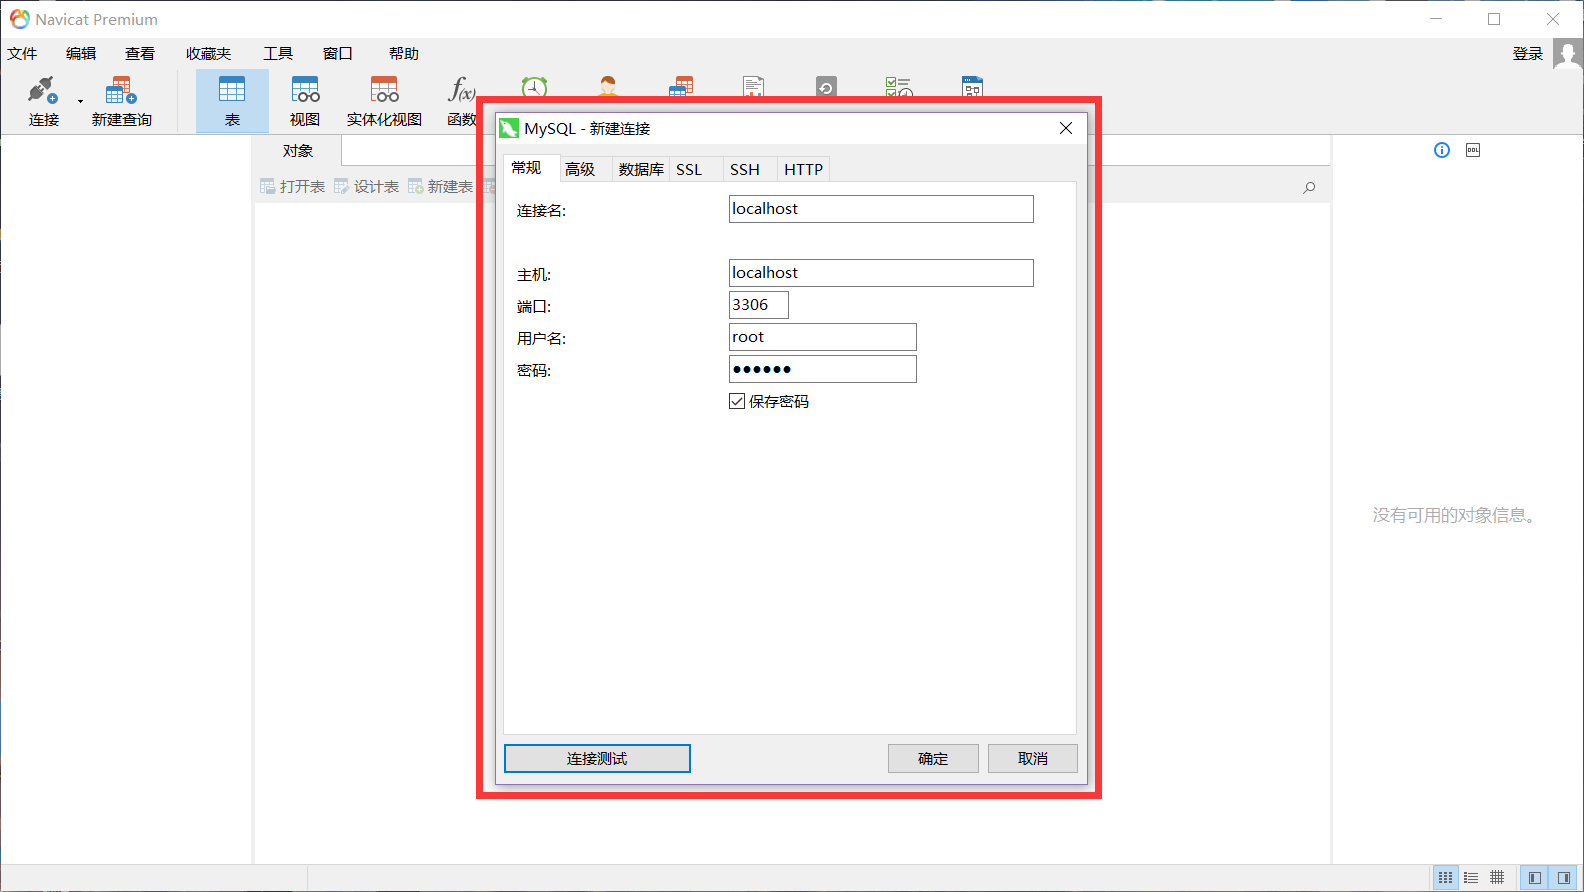 Navicat Premium
文件 编辑 查看 收藏夹 工具 窗口 帮助 登录
连接 新建查询 表 视图 实体化视图 函数
MySQL - 新建连接
对象
常规 高级 数据库 SSL SSH HTTP
打开表 设计表 新建表
连接名: localhost
主机: localhost
端口: 3306
用户名: root
密码: ●●●●●●
保存密码
没有可用的对象信息。
连接测试 确定 取消